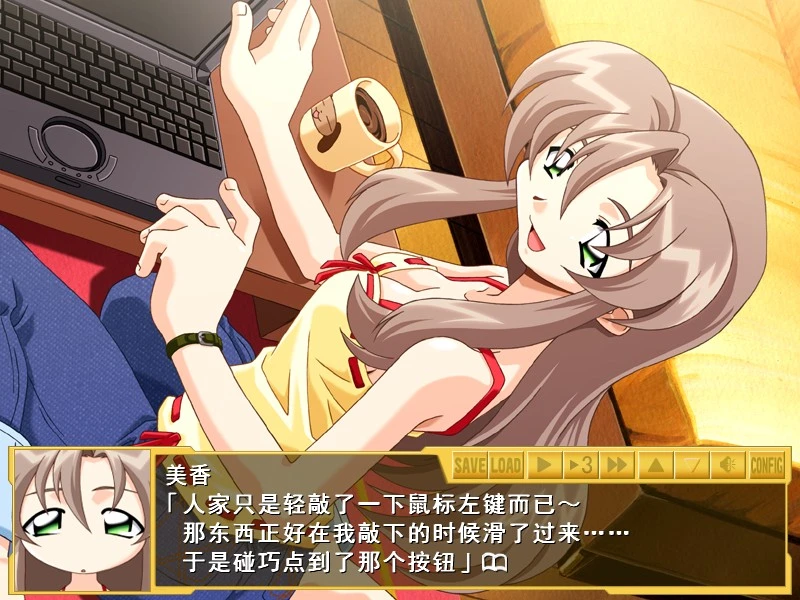 SAVE LOAD 3 CONFIG
美香
「人家只是轻敲了一下鼠标左键而已～
那东西正好在我敲下的时候滑了过来……
于是碰巧点到了那个按钮」